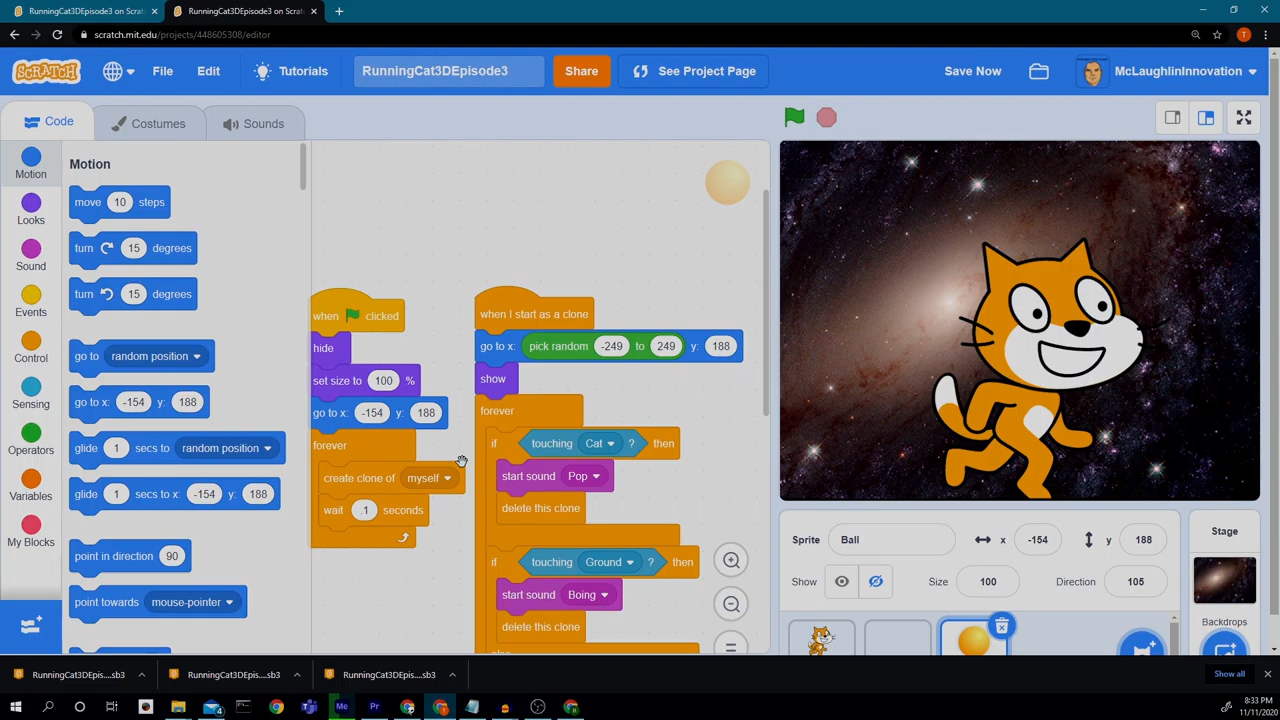 RunningCat3DEpisode3 on Scratch
RunningCat3DEpisode3 on Scratch
scratch.mit.edu/projects/448605308/editor
T
SCRATCH
File
Edit
Tutorials
RunningCat3DEpisode3
Share
See Project Page
Save Now
McLaughlinInnovation
Code
Costumes
Sounds
Motion
Looks
Sound
Events
Control
Sensing
Operators
Variables
My Blocks
Motion
move 10 steps
turn 15 degrees
turn 15 degrees
go to random position
go to x: -154 y: 188
glide 1 secs to random position
glide 1 secs to x: -154 y: 188
point in direction 90
point towards mouse-pointer
when clicked
hide
set size to 100 %
go to x: -154 y: 188
forever
create clone of myself
wait .1 seconds
when I start as a clone
go to x: pick random -249 to 249 y: 188
show
forever
if touching Cat ? then
start sound Pop
delete this clone
if touching Ground ? then
start sound Boing
delete this clone
else
Sprite Ball x -154 y 188
Show Size 100 Direction 105
Stage
Backdrops
RunningCat3DEpis....sb3
RunningCat3DEpis....sb3
RunningCat3DEpis....sb3
Show all
Me
Pr
8:33 PM
11/11/2020